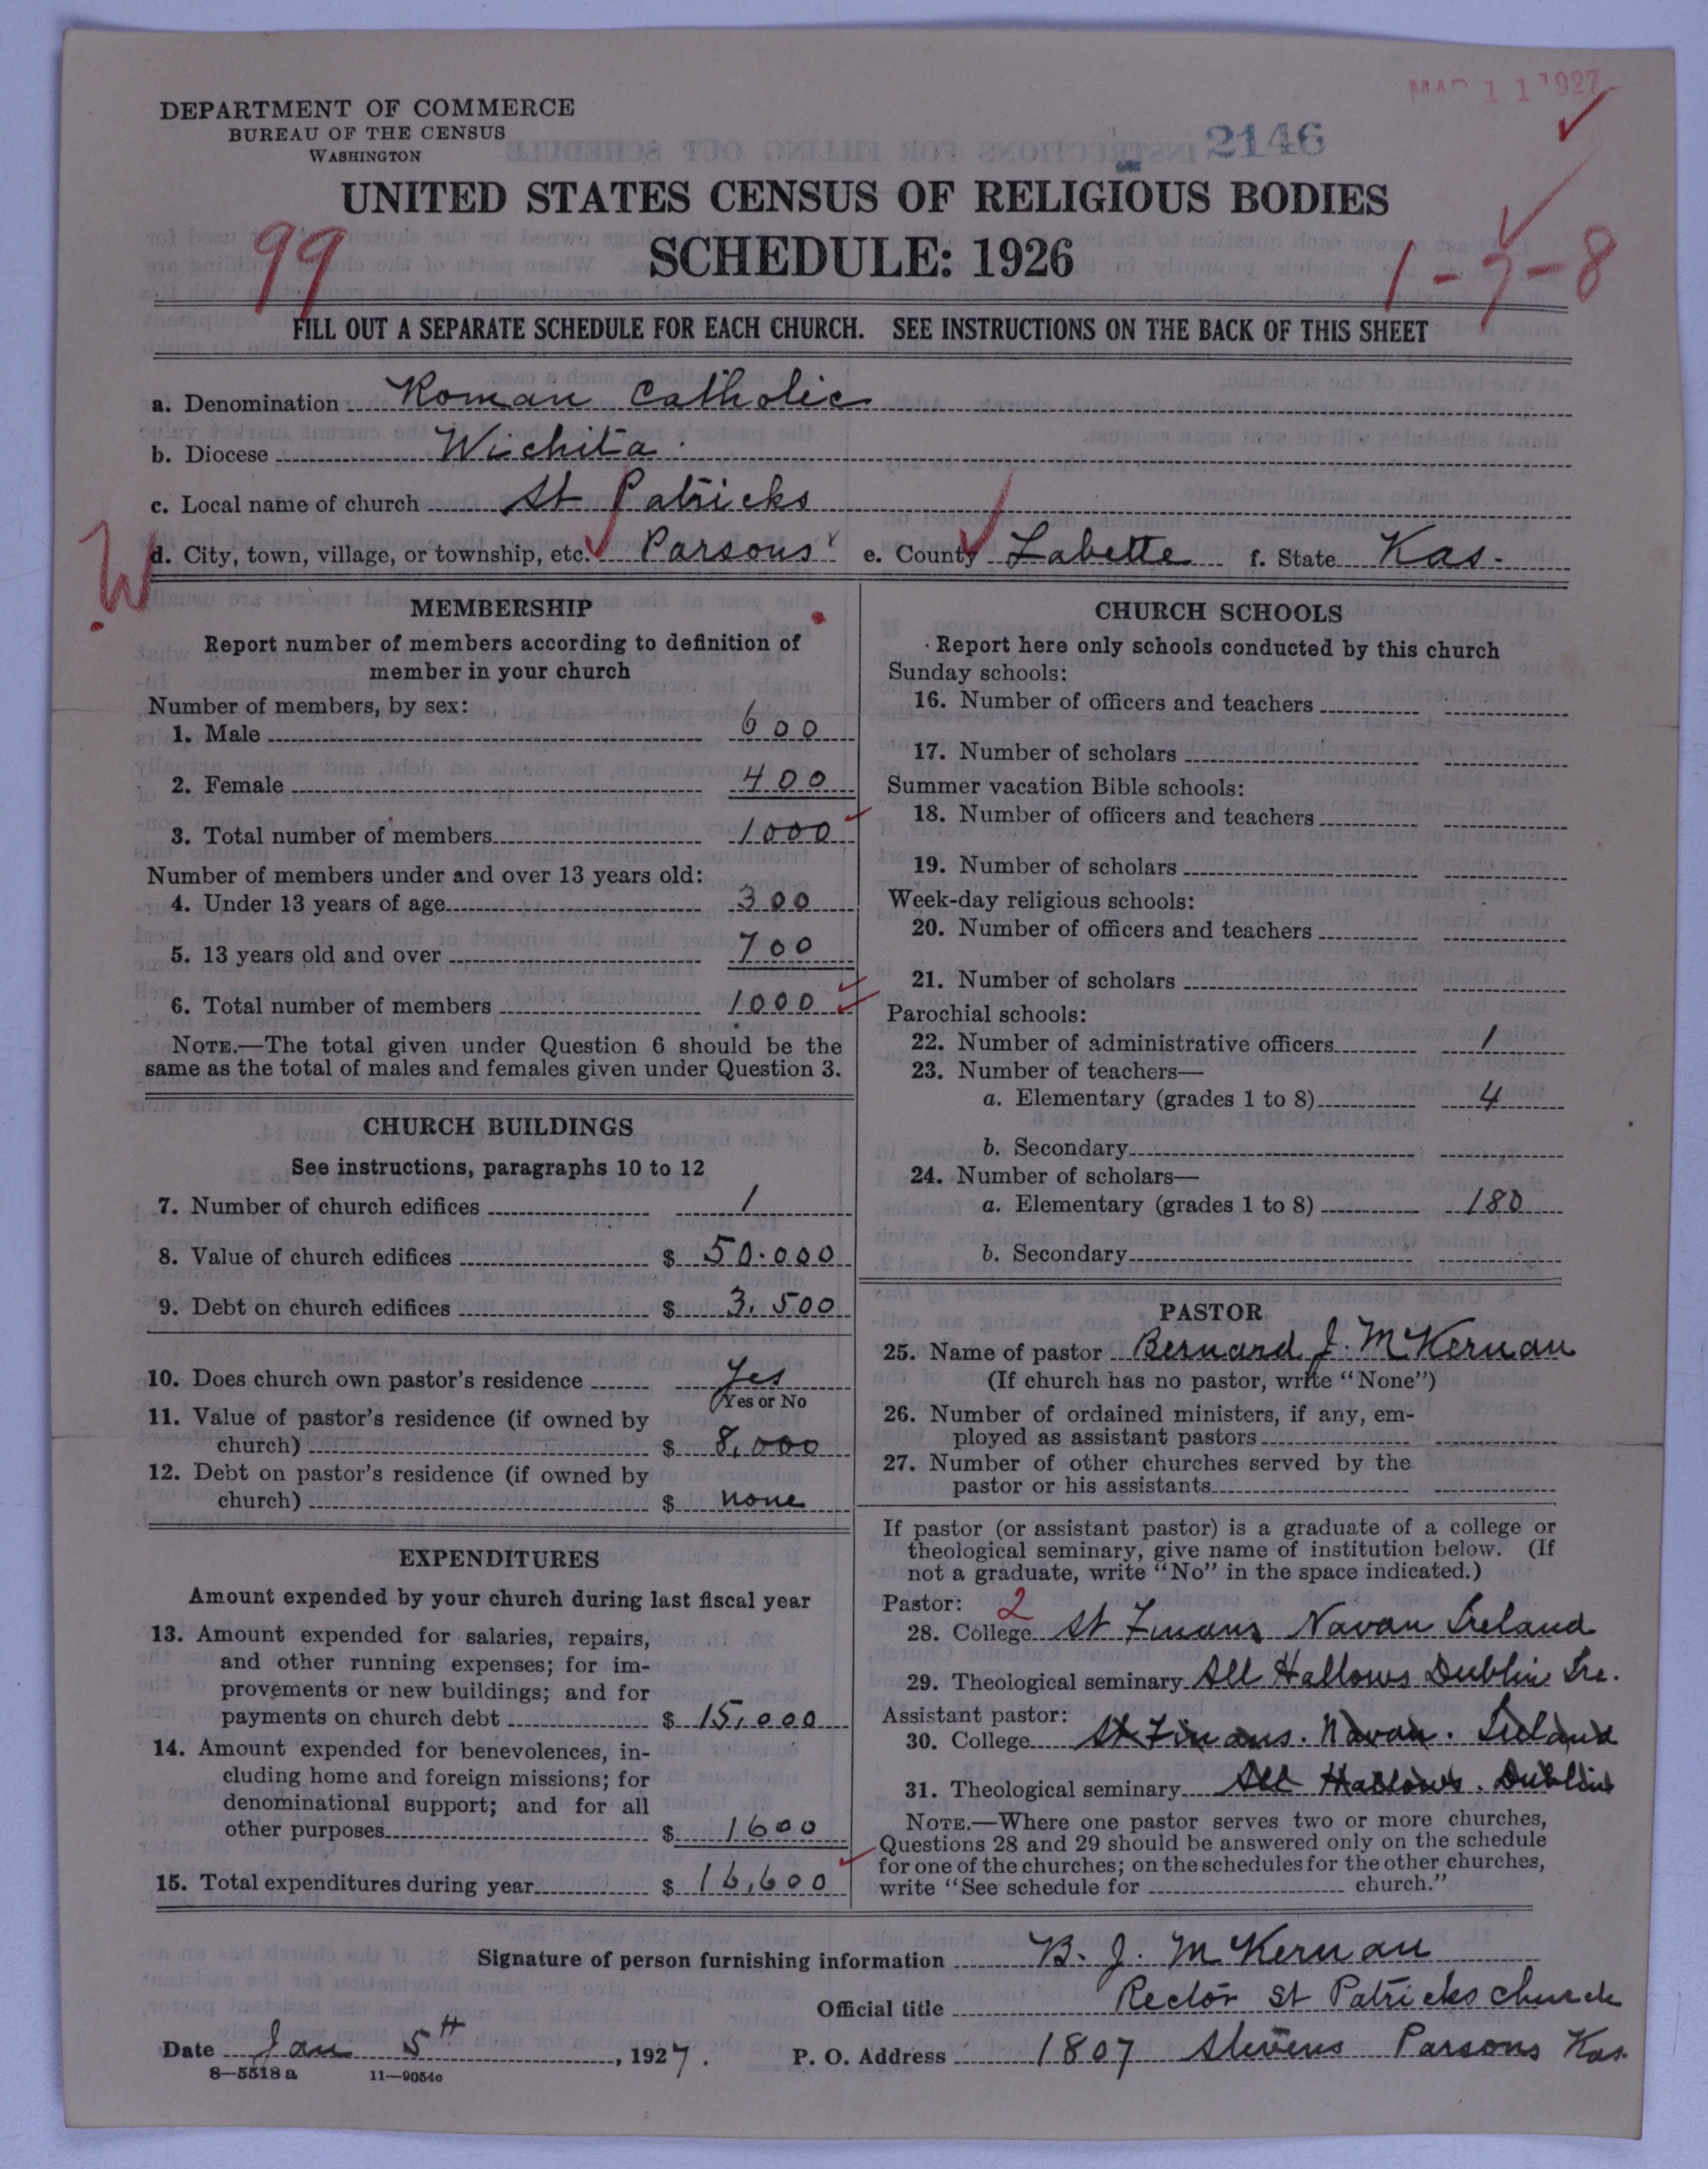 MAR 11 1927
DEPARTMENT OF COMMERCE
BUREAU OF THE CENSUS
WASHINGTON
2146
UNITED STATES CENSUS OF RELIGIOUS BODIES
99
SCHEDULE: 1926
1-7-8
FILL OUT A SEPARATE SCHEDULE FOR EACH CHURCH. SEE INSTRUCTIONS ON THE BACK OF THIS SHEET
a. Denomination Roman Catholic
b. Diocese Wichita.
c. Local name of church St Patricks
W
d. City, town, village, or township, etc. Parsons e. County Labette f. State Kas.
MEMBERSHIP
Report number of members according to definition of
member in your church
Number of members, by sex:
1. Male 600
2. Female 400
3. Total number of members 1000
Number of members under and over 13 years old:
4. Under 13 years of age 300
5. 13 years old and over 700
6. Total number of members 1000
NOTE.—The total given under Question 6 should be the
same as the total of males and females given under Question 3.
CHURCH BUILDINGS
See instructions, paragraphs 10 to 12
7. Number of church edifices 1
8. Value of church edifices $ 50.000
9. Debt on church edifices $ 3.500
10. Does church own pastor's residence Yes
(Yes or No
11. Value of pastor's residence (if owned by
church) $ 8,000
12. Debt on pastor's residence (if owned by
church) $ none
EXPENDITURES
Amount expended by your church during last fiscal year
13. Amount expended for salaries, repairs,
and other running expenses; for im-
provements or new buildings; and for
payments on church debt $ 15,000
14. Amount expended for benevolences, in-
cluding home and foreign missions; for
denominational support; and for all
other purposes $ 1600
15. Total expenditures during year $ 16,600
CHURCH SCHOOLS
Report here only schools conducted by this church
Sunday schools:
16. Number of officers and teachers
17. Number of scholars
Summer vacation Bible schools:
18. Number of officers and teachers
19. Number of scholars
Week-day religious schools:
20. Number of officers and teachers
21. Number of scholars
Parochial schools:
22. Number of administrative officers 1
23. Number of teachers—
a. Elementary (grades 1 to 8) 4
b. Secondary
24. Number of scholars—
a. Elementary (grades 1 to 8) 180
b. Secondary
PASTOR
25. Name of pastor Bernard J. McKernan
(If church has no pastor, write "None")
26. Number of ordained ministers, if any, em-
ployed as assistant pastors
27. Number of other churches served by the
pastor or his assistants
If pastor (or assistant pastor) is a graduate of a college or
theological seminary, give name of institution below. (If
not a graduate, write "No" in the space indicated.)
Pastor: 2
28. College St Finans Navan Ireland
29. Theological seminary All Hallows Dublin Ire.
Assistant pastor:
30. College St Finans. Navan. Ireland
31. Theological seminary All Hallows. Dublin
NOTE.—Where one pastor serves two or more churches,
Questions 28 and 29 should be answered only on the schedule
for one of the churches; on the schedules for the other churches,
write "See schedule for church."
Signature of person furnishing information B. J. McKernan
Official title Rector St Patricks church
Date Jan 5th, 1927. P. O. Address 1807 Stevens Parsons Kas.
8—5518 a 11—9054c